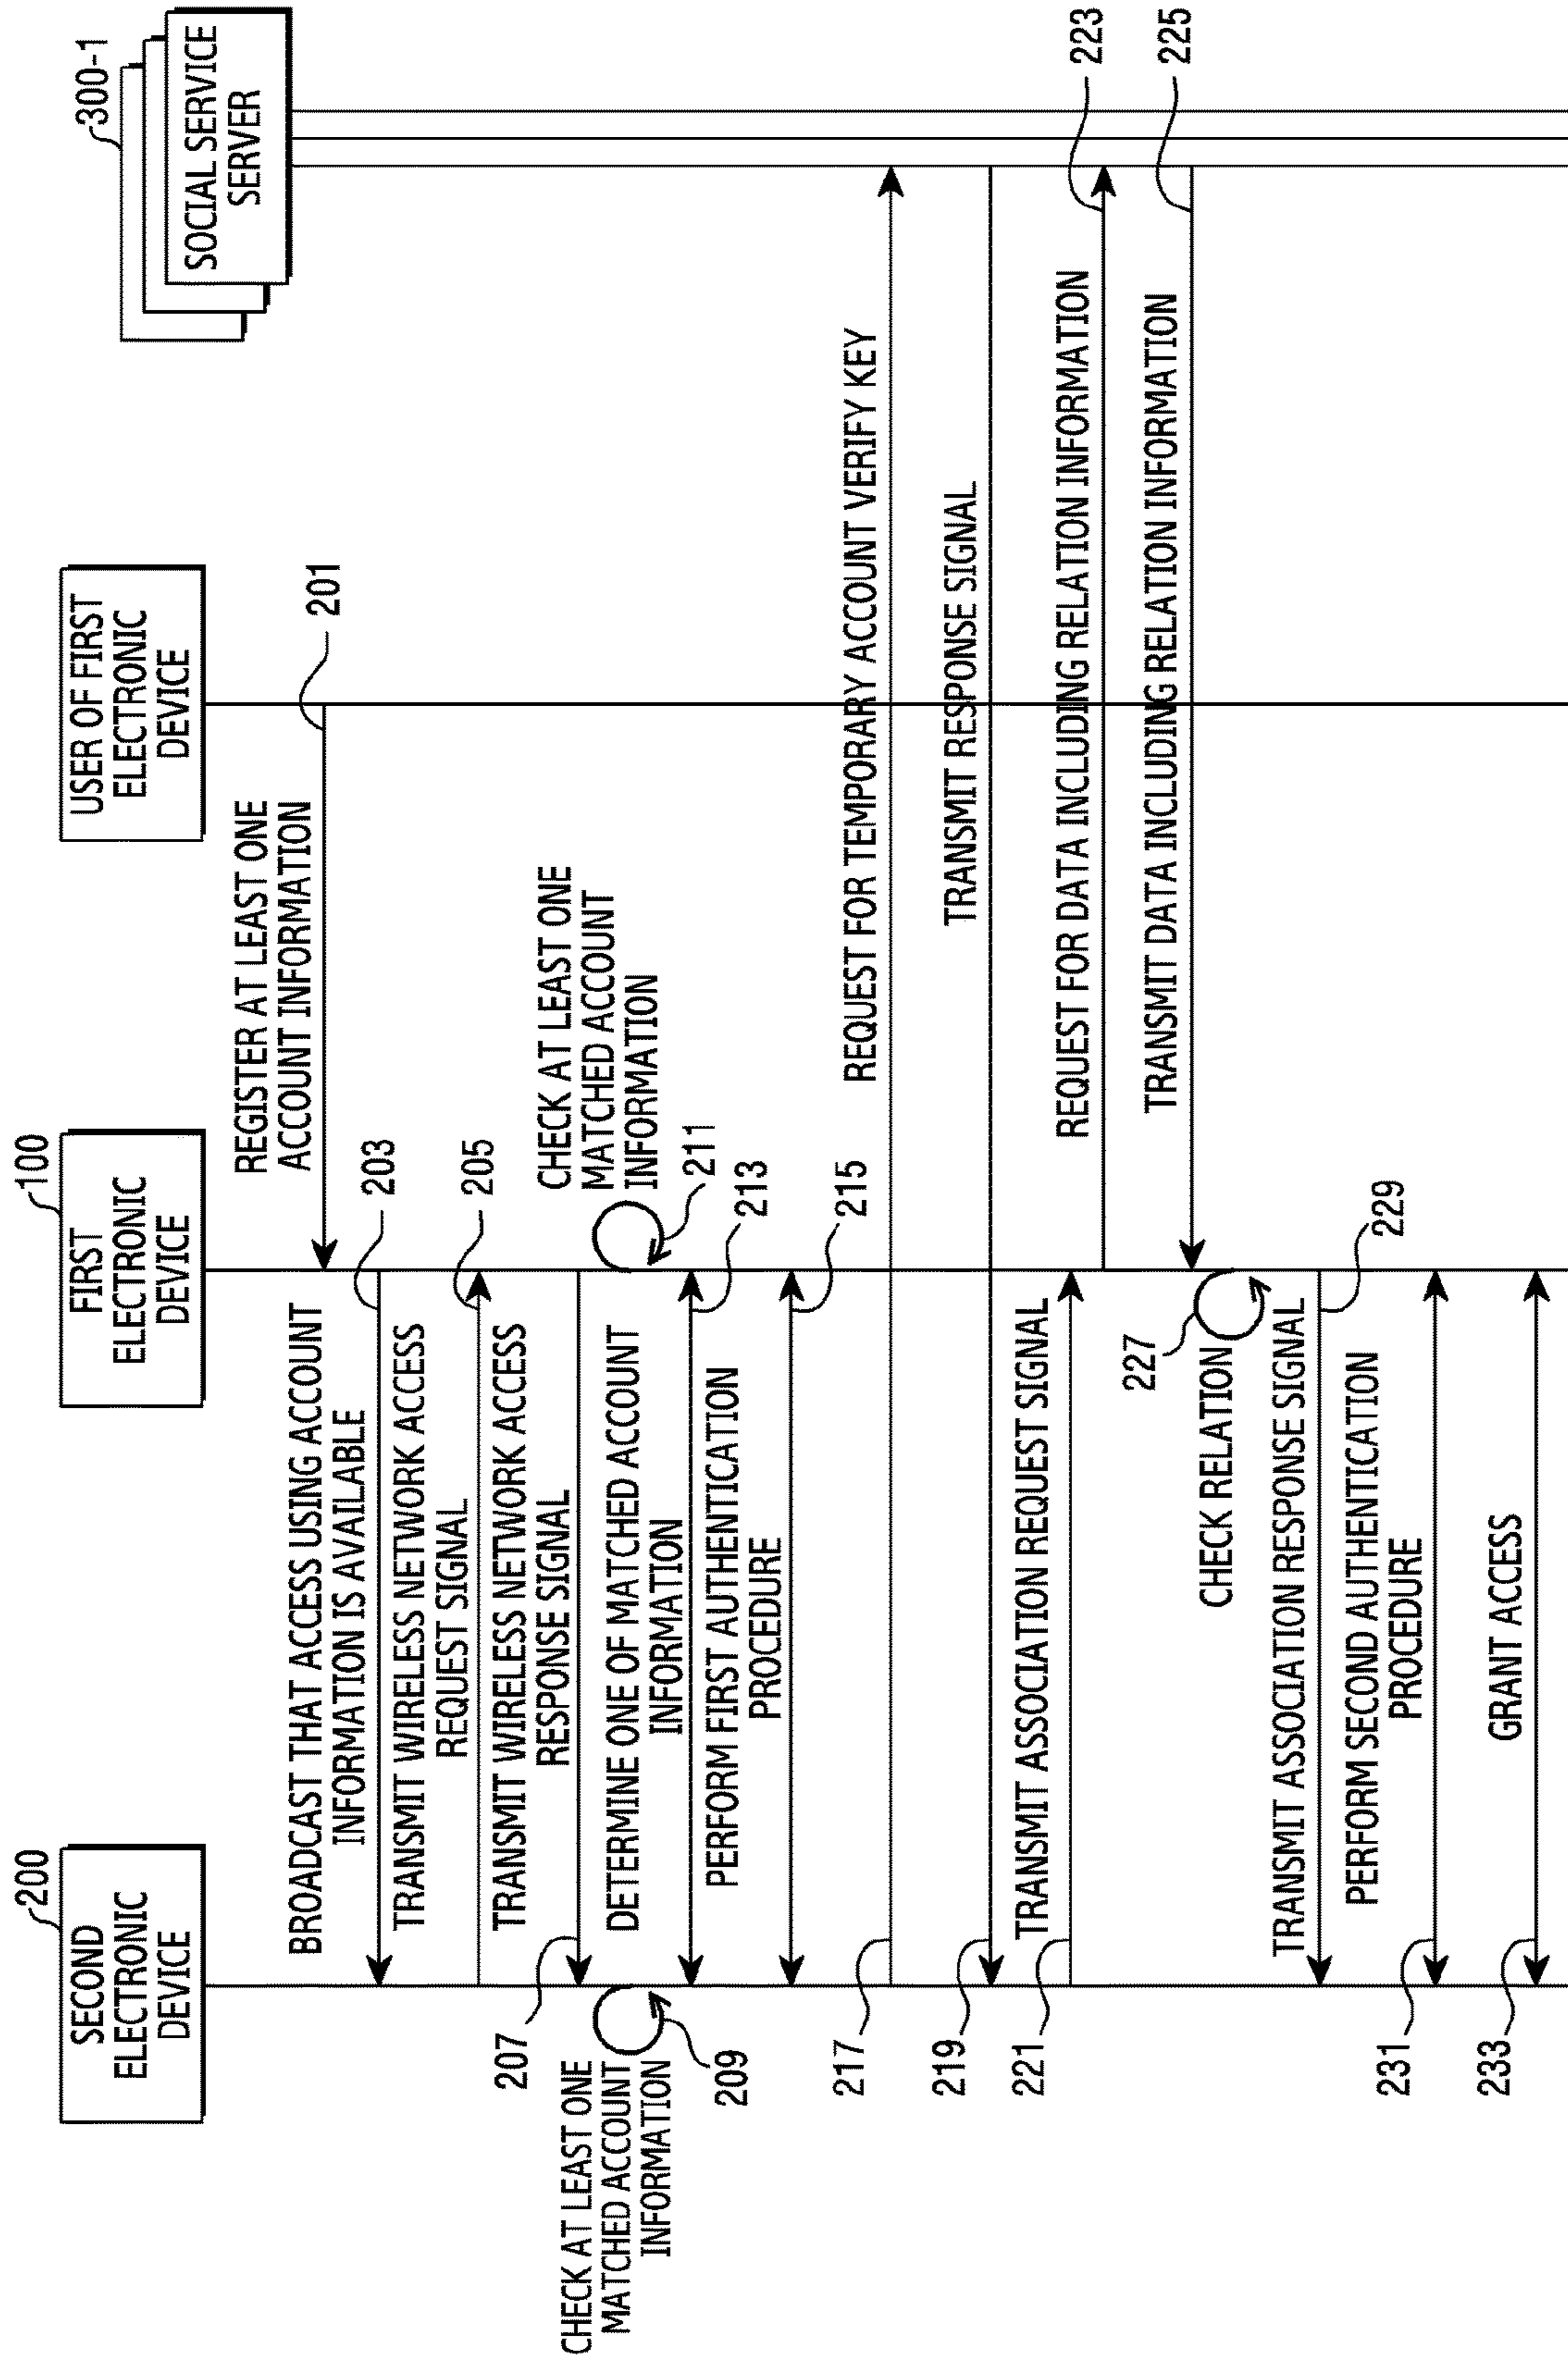 200
SECOND
ELECTRONIC
DEVICE
100
FIRST
ELECTRONIC
DEVICE
USER OF FIRST
ELECTRONIC
DEVICE
300-1
SOCIAL SERVICE
SERVER
REGISTER AT LEAST ONE
ACCOUNT INFORMATION
201
BROADCAST THAT ACCESS USING ACCOUNT
INFORMATION IS AVAILABLE
203
TRANSMIT WIRELESS NETWORK ACCESS
REQUEST SIGNAL
205
TRANSMIT WIRELESS NETWORK ACCESS
RESPONSE SIGNAL
207
CHECK AT LEAST ONE
MATCHED ACCOUNT
INFORMATION
209
CHECK AT LEAST ONE
MATCHED ACCOUNT
INFORMATION
211
DETERMINE ONE OF MATCHED ACCOUNT
INFORMATION
213
PERFORM FIRST AUTHENTICATION
PROCEDURE
215
REQUEST FOR TEMPORARY ACCOUNT VERIFY KEY
217
TRANSMIT RESPONSE SIGNAL
219
TRANSMIT ASSOCIATION REQUEST SIGNAL
221
REQUEST FOR DATA INCLUDING RELATION INFORMATION
223
TRANSMIT DATA INCLUDING RELATION INFORMATION
225
CHECK RELATION
227
TRANSMIT ASSOCIATION RESPONSE SIGNAL
229
PERFORM SECOND AUTHENTICATION
PROCEDURE
231
GRANT ACCESS
233